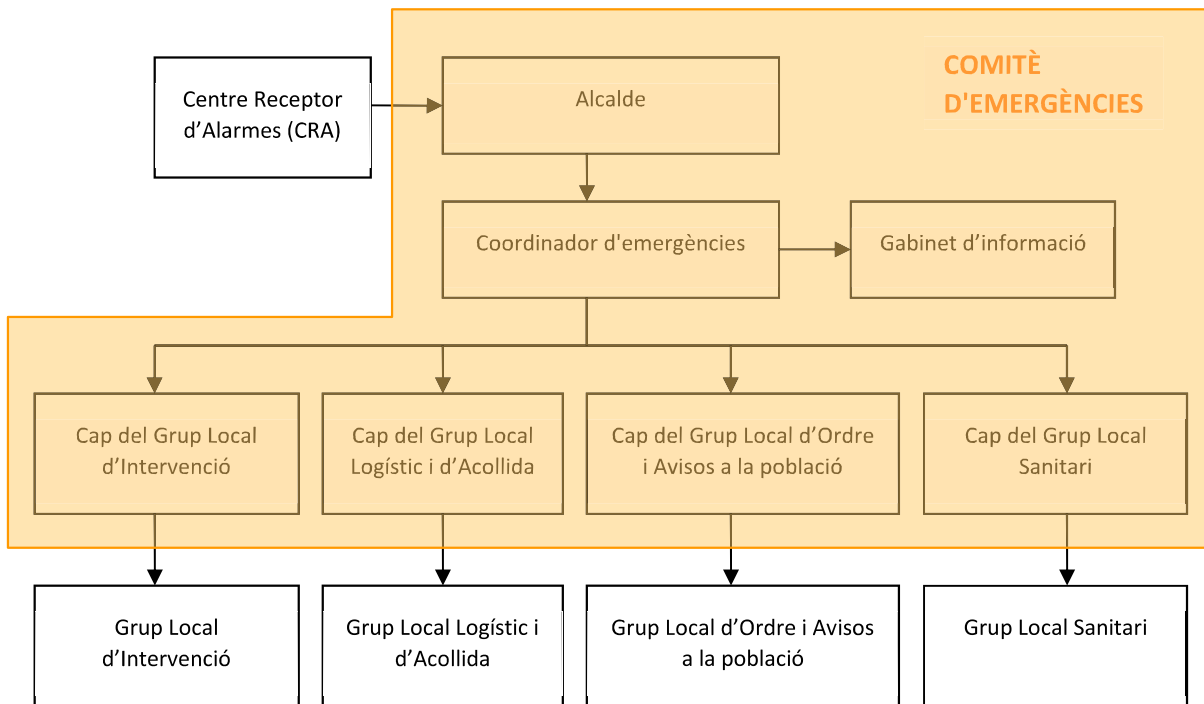 COMITÈ
D'EMERGÈNCIES
Centre Receptor
d’Alarmes (CRA)
Alcalde
Coordinador d'emergències
Gabinet d’informació
Cap del Grup Local
d’Intervenció
Cap del Grup Local
Logístic i d’Acollida
Cap del Grup Local d’Ordre
i Avisos a la població
Cap del Grup Local
Sanitari
Grup Local
d’Intervenció
Grup Local Logístic i
d’Acollida
Grup Local d’Ordre i Avisos
a la població
Grup Local Sanitari